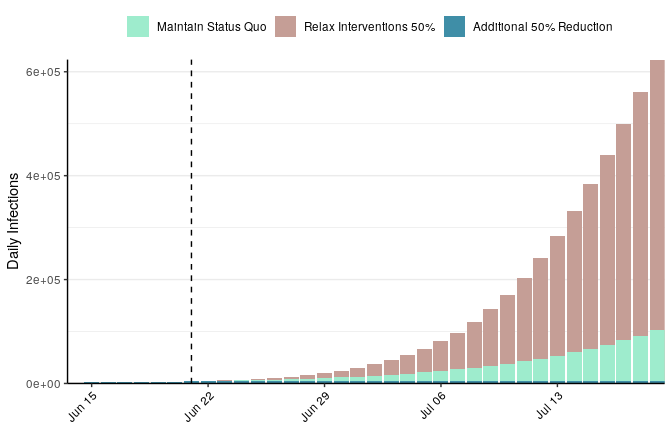 Maintain Status Quo Relax Interventions 50% Additional 50% Reduction
Daily Infections
6e+05
4e+05
2e+05
0e+00
Jun 15 Jun 22 Jun 29 Jul 06 Jul 13